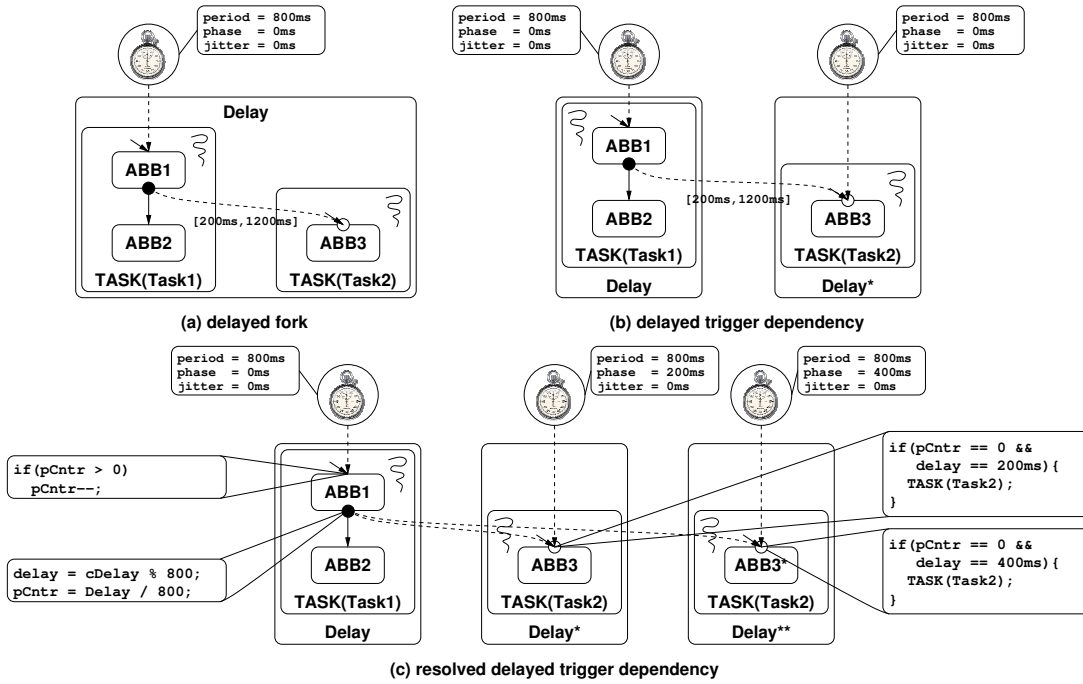 period = 800ms
phase  = 0ms
jitter = 0ms
Delay
ABB1
[200ms,1200ms]
ABB2
ABB3
TASK(Task1)
TASK(Task2)
(a) delayed fork
period = 800ms
phase  = 0ms
jitter = 0ms
period = 800ms
phase  = 0ms
jitter = 0ms
ABB1
[200ms,1200ms]
ABB2
ABB3
TASK(Task1)
TASK(Task2)
Delay
Delay*
(b) delayed trigger dependency
period = 800ms
phase  = 0ms
jitter = 0ms
period = 800ms
phase  = 200ms
jitter = 0ms
period = 800ms
phase  = 400ms
jitter = 0ms
if(pCntr > 0)
pCntr--;
delay = cDelay % 800;
pCntr = Delay / 800;
ABB1
ABB2
TASK(Task1)
Delay
ABB3
TASK(Task2)
Delay*
ABB3*
TASK(Task2)
Delay**
if(pCntr == 0 &&
delay == 200ms){
TASK(Task2);
}
if(pCntr == 0 &&
delay == 400ms){
TASK(Task2);
}
(c) resolved delayed trigger dependency